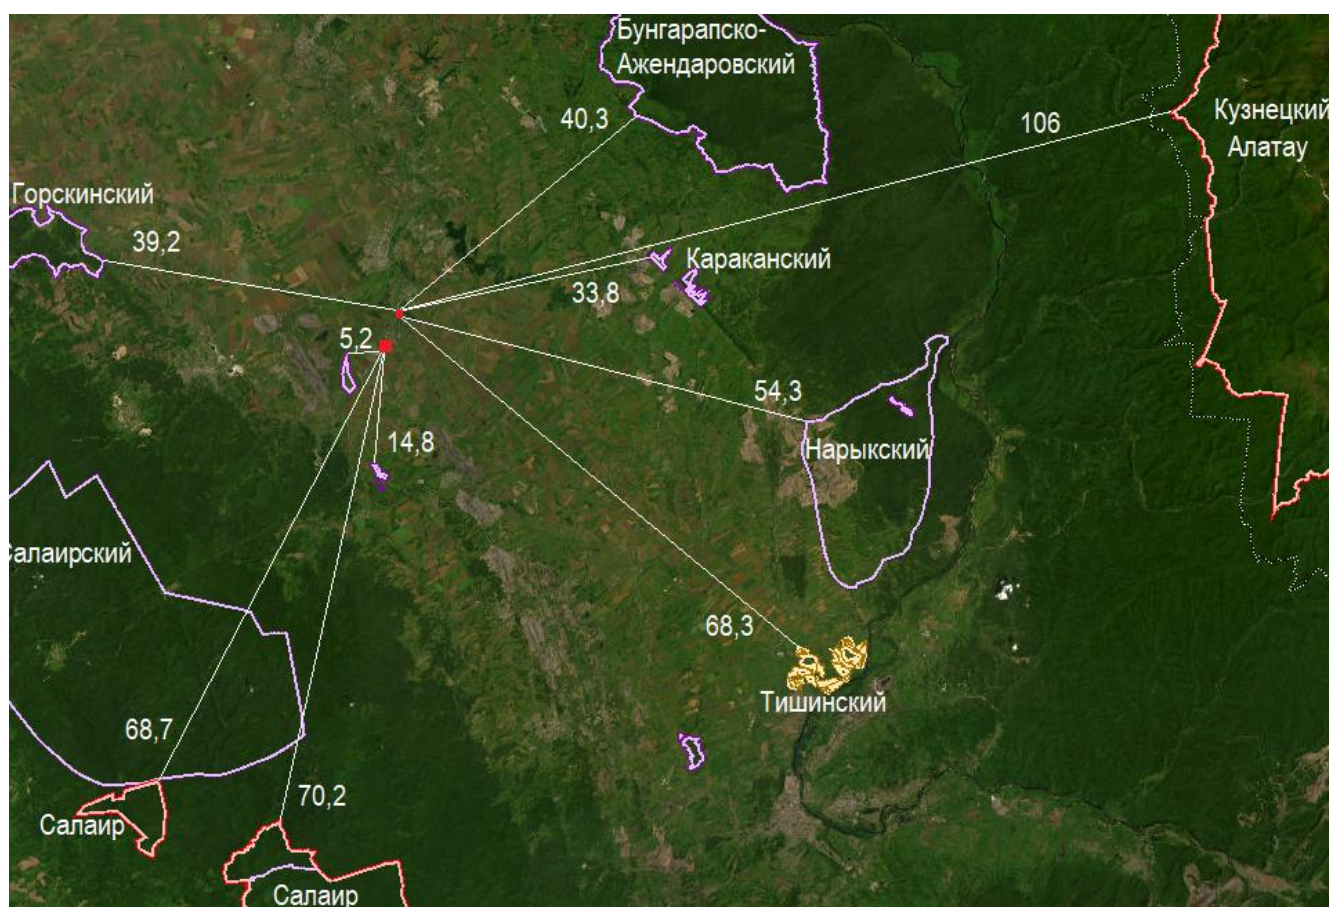 Бунгарапско-
Ажендаровский
40,3
106
Кузнецкий
Алатау
Горскинский
39,2
Караканский
33,8
5,2
54,3
14,8
Нарыкский
Салаирский
68,3
Тишинский
68,7
70,2
Салаир
Салаир